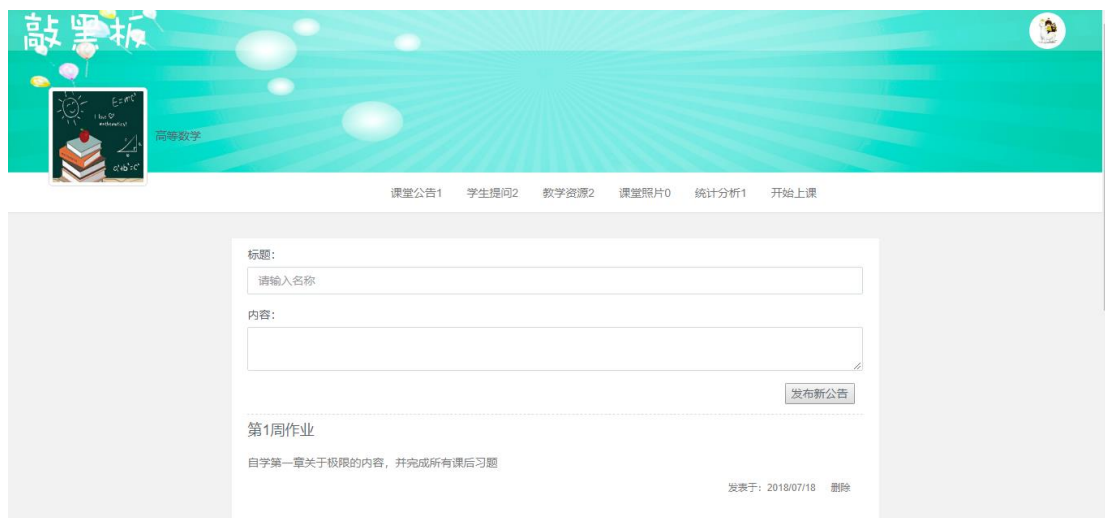 敲黑板
E=mc²
高等数学
课堂公告1 学生提问2 教学资源2 课堂照片0 统计分析1 开始上课
标题:
请输入名称
内容:
发布新公告
第1周作业
自学第一章关于极限的内容，并完成所有课后习题
发表于：2018/07/18 删除